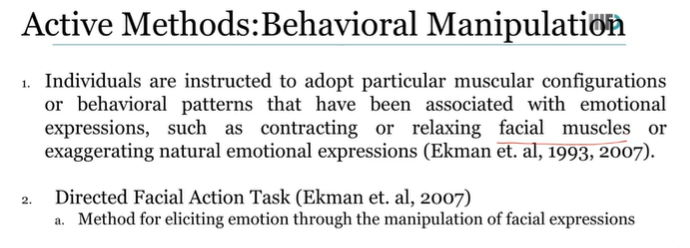 Active Methods:Behavioral Manipulation
1. Individuals are instructed to adopt particular muscular configurations
or behavioral patterns that have been associated with emotional
expressions, such as contracting or relaxing facial muscles or
exaggerating natural emotional expressions (Ekman et. al, 1993, 2007).
2. Directed Facial Action Task (Ekman et. al, 2007)
a. Method for eliciting emotion through the manipulation of facial expressions